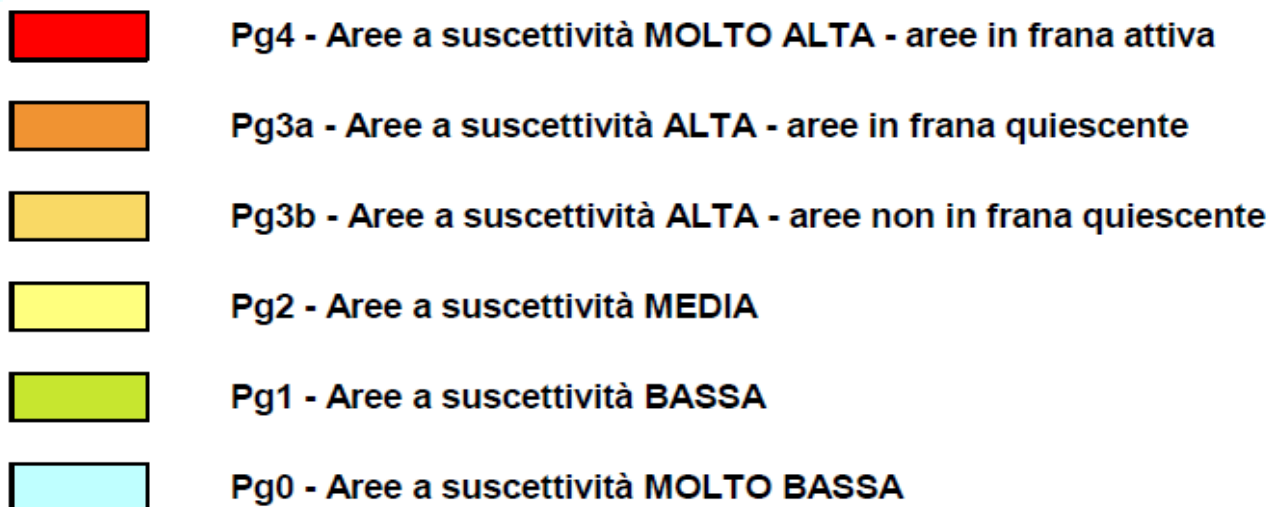 Pg4 - Aree a suscettività MOLTO ALTA - aree in frana attiva
Pg3a - Aree a suscettività ALTA - aree in frana quiescente
Pg3b - Aree a suscettività ALTA - aree non in frana quiescente
Pg2 - Aree a suscettività MEDIA
Pg1 - Aree a suscettività BASSA
Pg0 - Aree a suscettività MOLTO BASSA